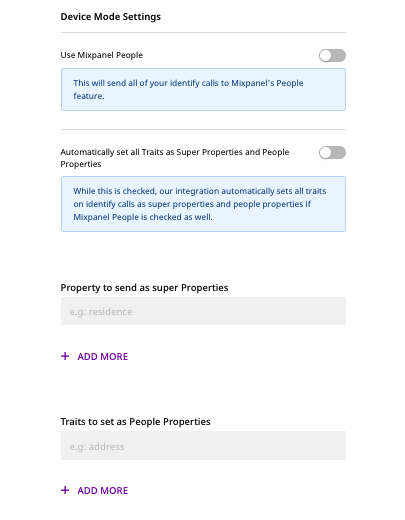 Device Mode Settings
Use Mixpanel People
This will send all of your identify calls to Mixpanel's People
feature.
Automatically set all Traits as Super Properties and People
Properties
While this is checked, our integration automatically sets all traits
on identify calls as super properties and people properties if
Mixpanel People is checked as well.
Property to send as super Properties
e.g: residence
+ ADD MORE
Traits to set as People Properties
e.g: address
+ ADD MORE